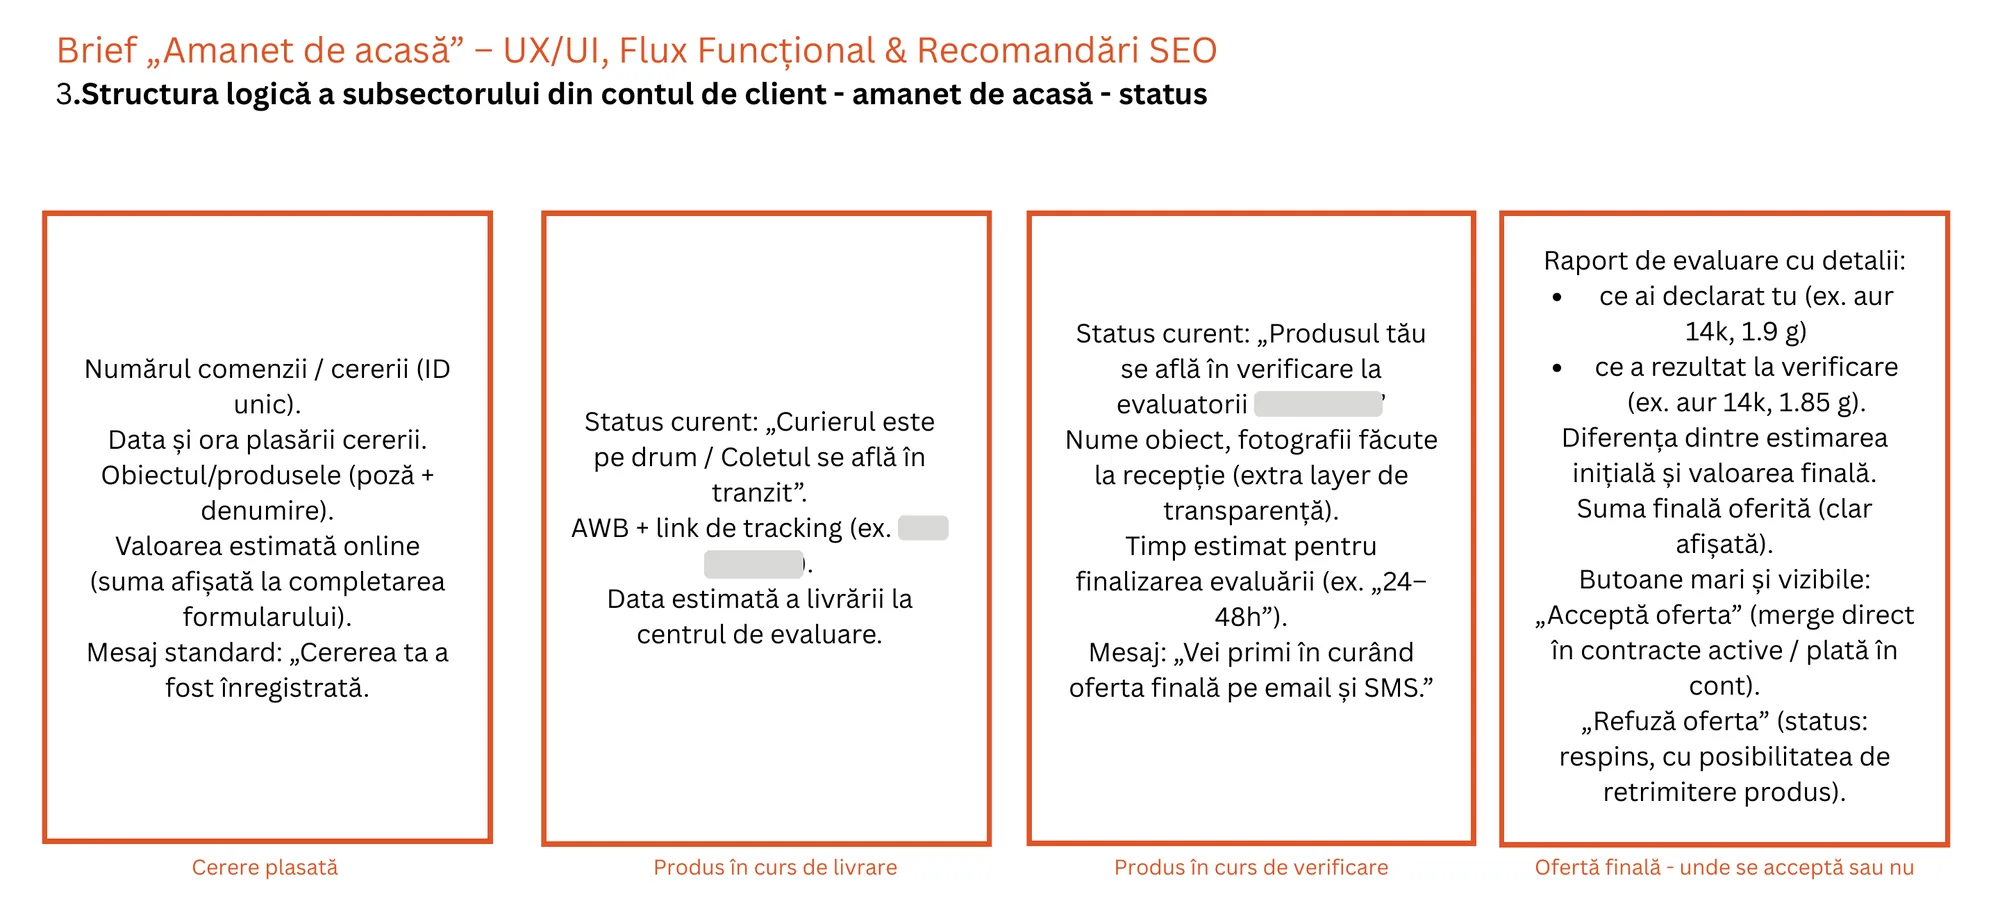 Brief „Amanet de acasă” – UX/UI, Flux Funcțional & Recomandări SEO
3.Structura logică a subsectorului din contul de client - amanet de acasă - status
Numărul comenzii / cererii (ID
unic).
Data și ora plasării cererii.
Obiectul/produsele (poză +
denumire).
Valoarea estimată online
(suma afișată la completarea
formularului).
Mesaj standard: „Cererea ta a
fost înregistrată.
Cerere plasată
Status curent: „Curierul este
pe drum / Coletul se află în
tranzit”.
AWB + link de tracking (ex.
).
Data estimată a livrării la
centrul de evaluare.
Produs în curs de livrare
Status curent: „Produsul tău
se află în verificare la
evaluatorii ’
Nume obiect, fotografii făcute
la recepție (extra layer de
transparență).
Timp estimat pentru
finalizarea evaluării (ex. „24–
48h”).
Mesaj: „Vei primi în curând
oferta finală pe email și SMS.”
Produs în curs de verificare
Raport de evaluare cu detalii:
• ce ai declarat tu (ex. aur
14k, 1.9 g)
• ce a rezultat la verificare
(ex. aur 14k, 1.85 g).
Diferența dintre estimarea
inițială și valoarea finală.
Suma finală oferită (clar
afișată).
Butoane mari și vizibile:
„Acceptă oferta” (merge direct
în contracte active / plată în
cont).
„Refuză oferta” (status:
respins, cu posibilitatea de
retrimitere produs).
Ofertă finală - unde se acceptă sau nu